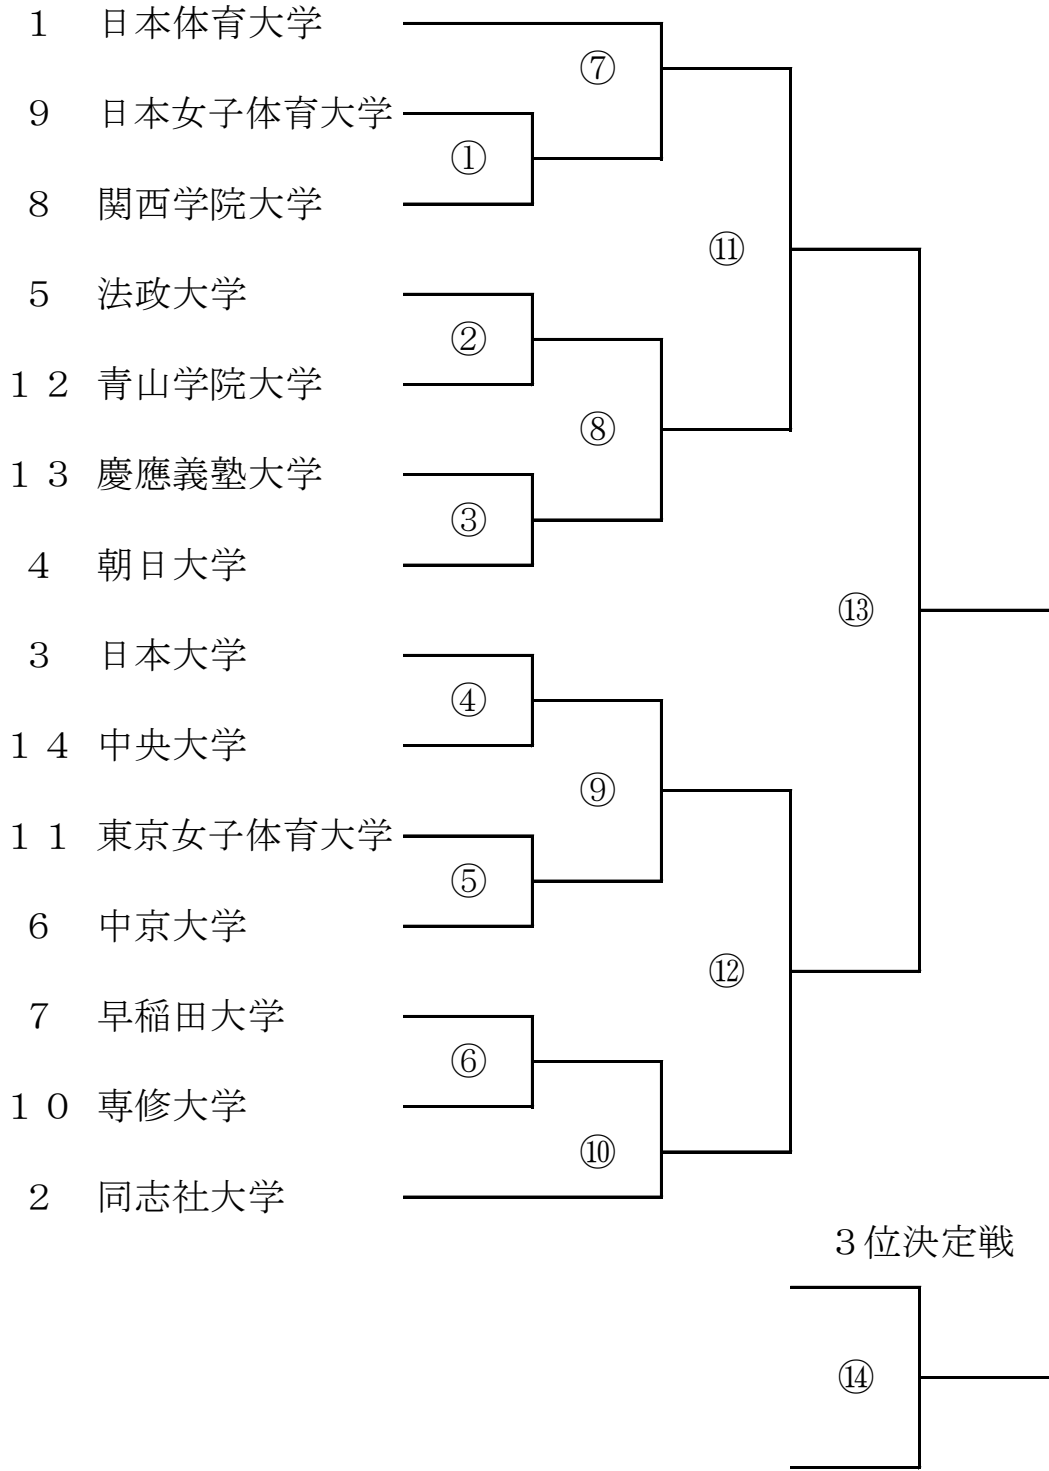 １ 日本体育大学
⑦
９ 日本女子体育大学
①
８ 関西学院大学
⑪
５ 法政大学
②
１２ 青山学院大学
⑧
１３ 慶應義塾大学
③
４ 朝日大学
⑬
３ 日本大学
④
１４ 中央大学
⑨
１１ 東京女子体育大学
⑤
６ 中京大学
⑫
７ 早稲田大学
⑥
１０ 専修大学
⑩
２ 同志社大学
３位決定戦
⑭